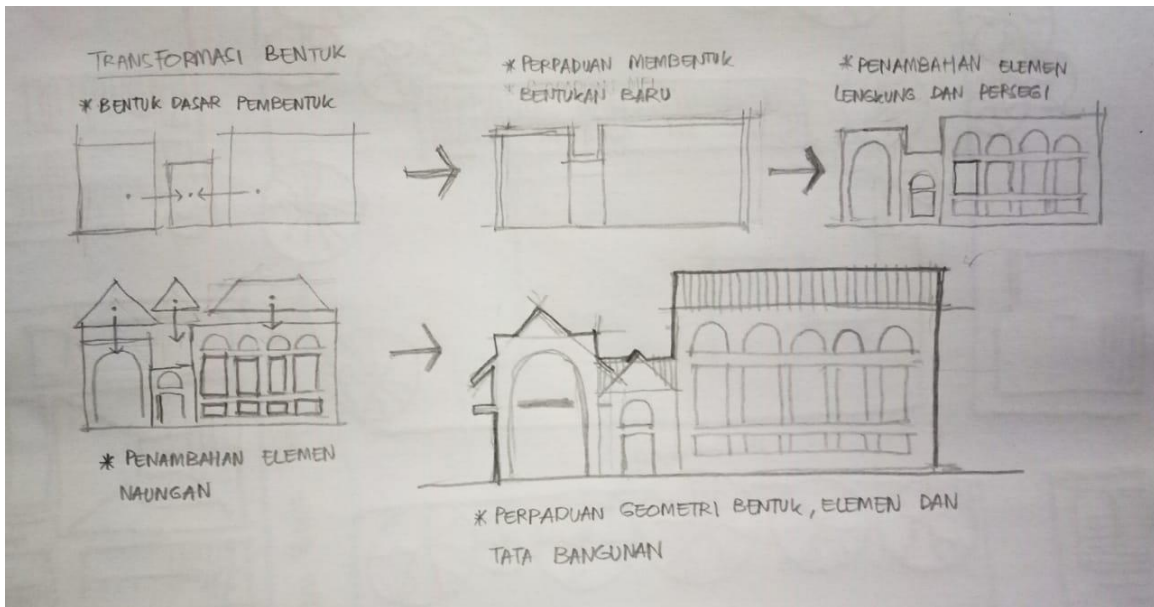 TRANSFORMASI BENTUK
* BENTUK DASAR PEMBENTUK
* PERPADUAN MEMBENTUK
BENTUKAN BARU
* PENAMBAHAN ELEMEN
LENGKUNG DAN PERSEGI
* PENAMBAHAN ELEMEN
NAUNGAN
* PERPADUAN GEOMETRI BENTUK, ELEMEN DAN
TATA BANGUNAN